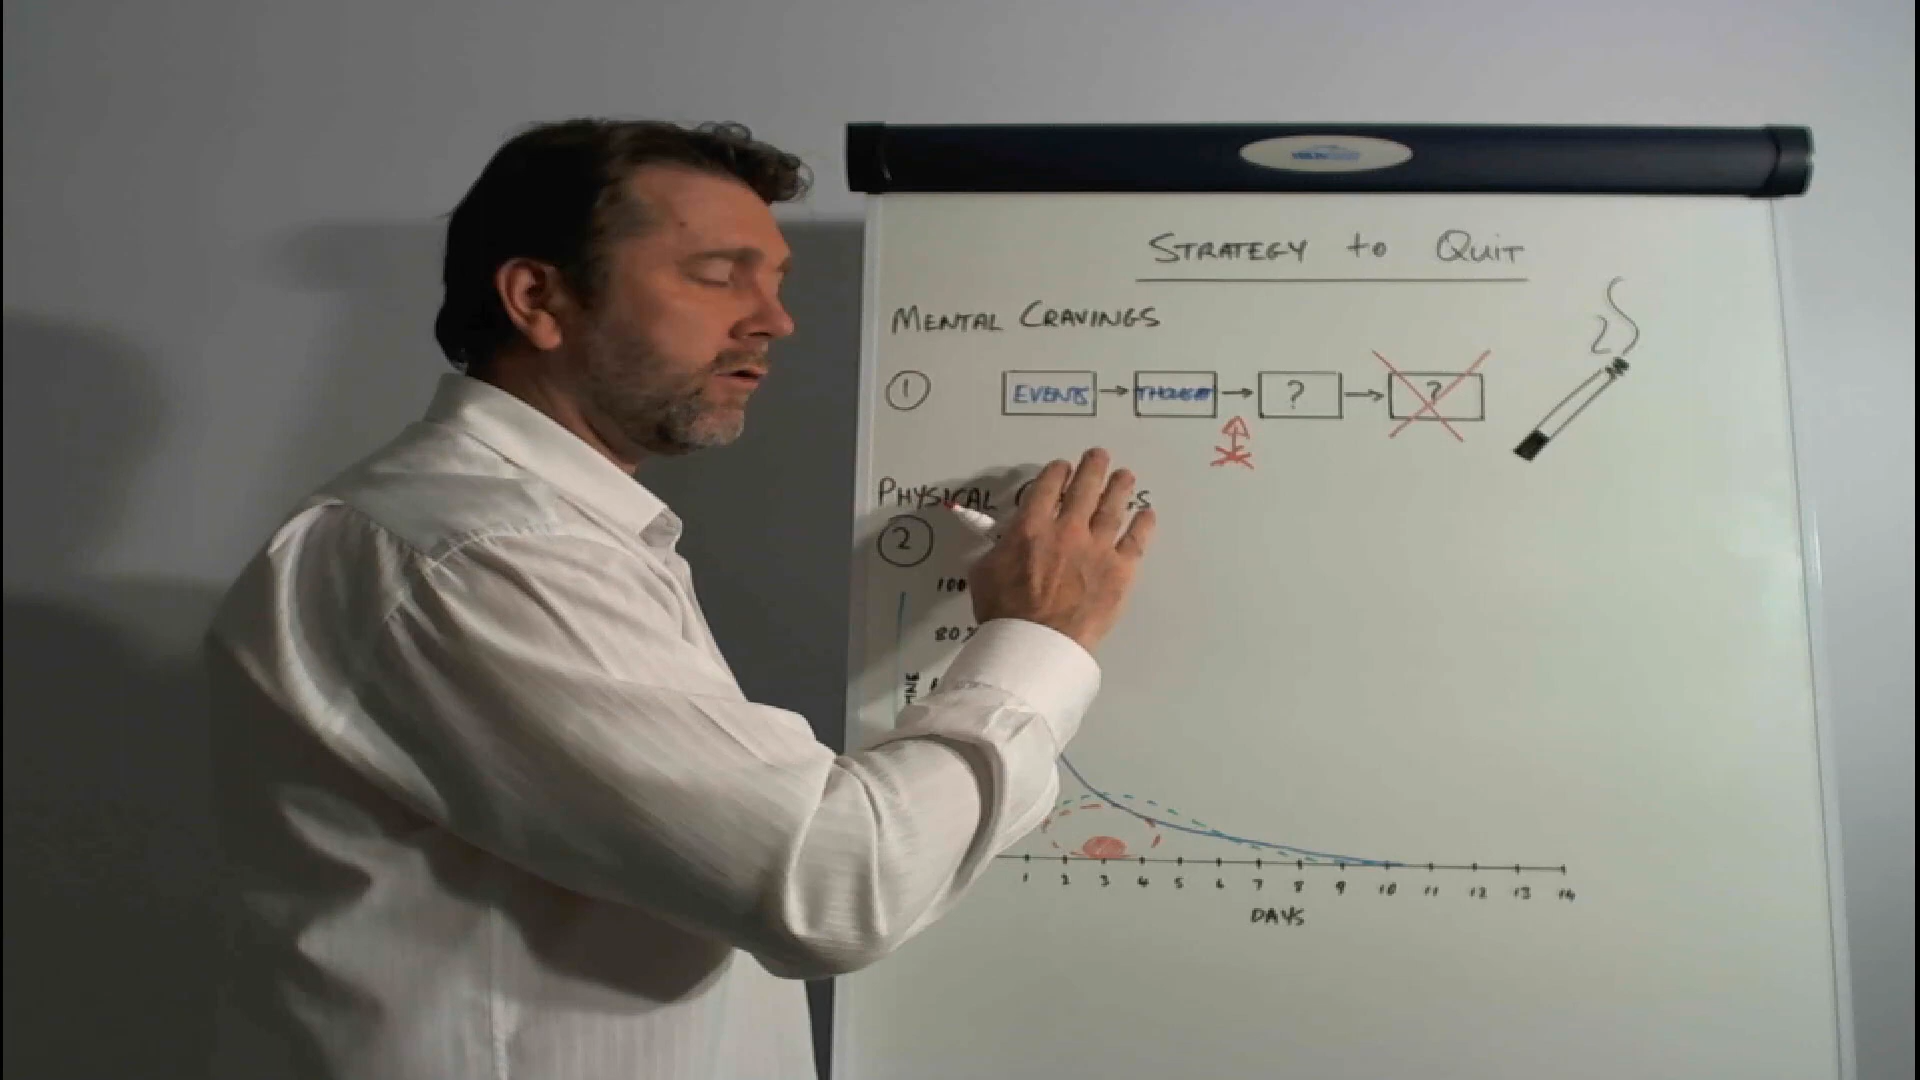 STRATEGY to QUIT
MENTAL CRAVINGS
1 EVENTS THOUGHT ? ?
PHYSICAL
2
100
80%
1 2 3 4 5 6 7 8 9 10 11 12 13 14
DAYS